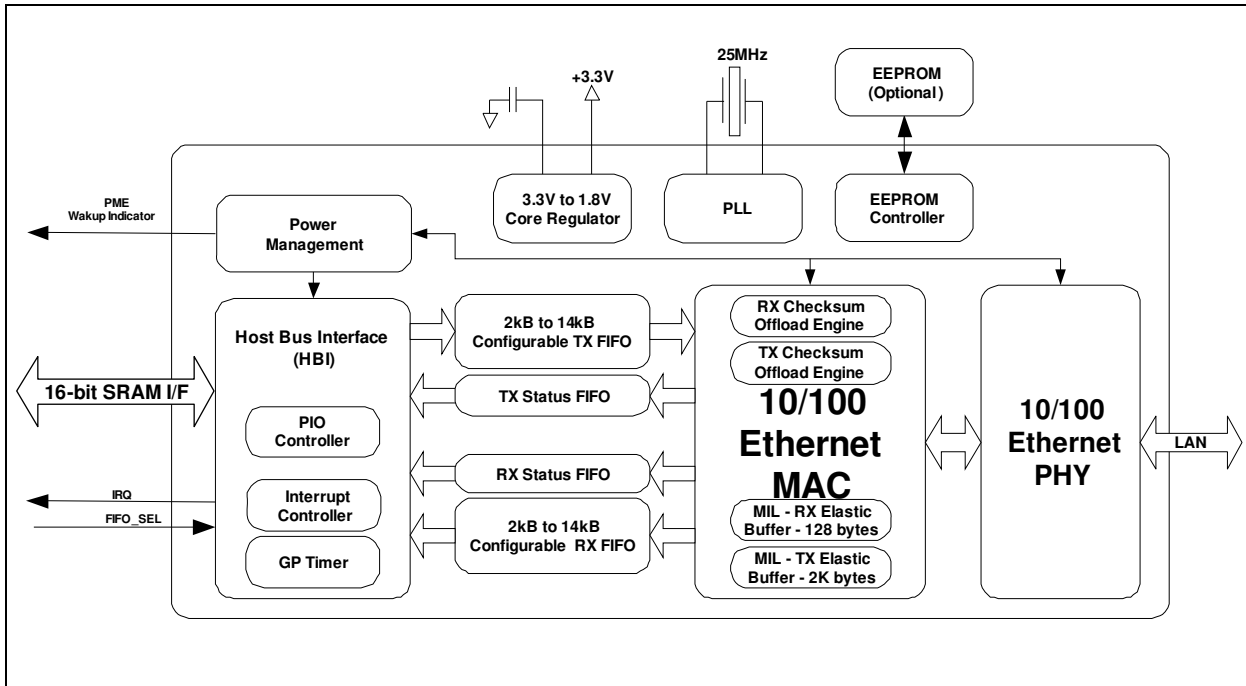 25MHz
+3.3V
EEPROM
(Optional)
3.3V to 1.8V
Core Regulator
PLL
EEPROM
Controller
PME
Wakup Indicator
Power
Management
Host Bus Interface
(HBI)
2kB to 14kB
Configurable TX FIFO
RX Checksum
Offload Engine
TX Checksum
Offload Engine
16-bit SRAM I/F
TX Status FIFO
10/100
Ethernet
MAC
10/100
Ethernet
PHY
LAN
PIO
Controller
RX Status FIFO
IRQ
FIFO_SEL
Interrupt
Controller
2kB to 14kB
Configurable RX FIFO
MIL - RX Elastic
Buffer - 128 bytes
GP Timer
MIL - TX Elastic
Buffer - 2K bytes